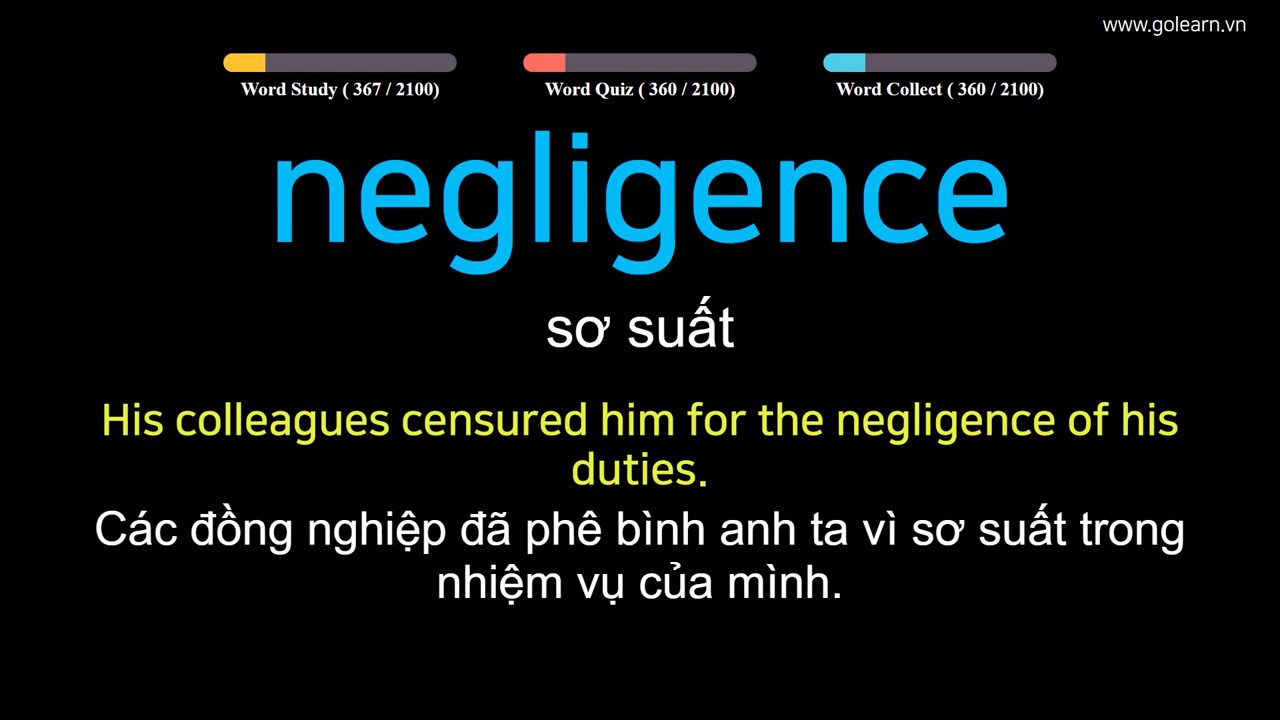 www.golearn.vn
Word Study ( 367 / 2100)
Word Quiz ( 360 / 2100)
Word Collect ( 360 / 2100)
negligence
sơ suất
His colleagues censured him for the negligence of his
duties.
Các đồng nghiệp đã phê bình anh ta vì sơ suất trong
nhiệm vụ của mình.